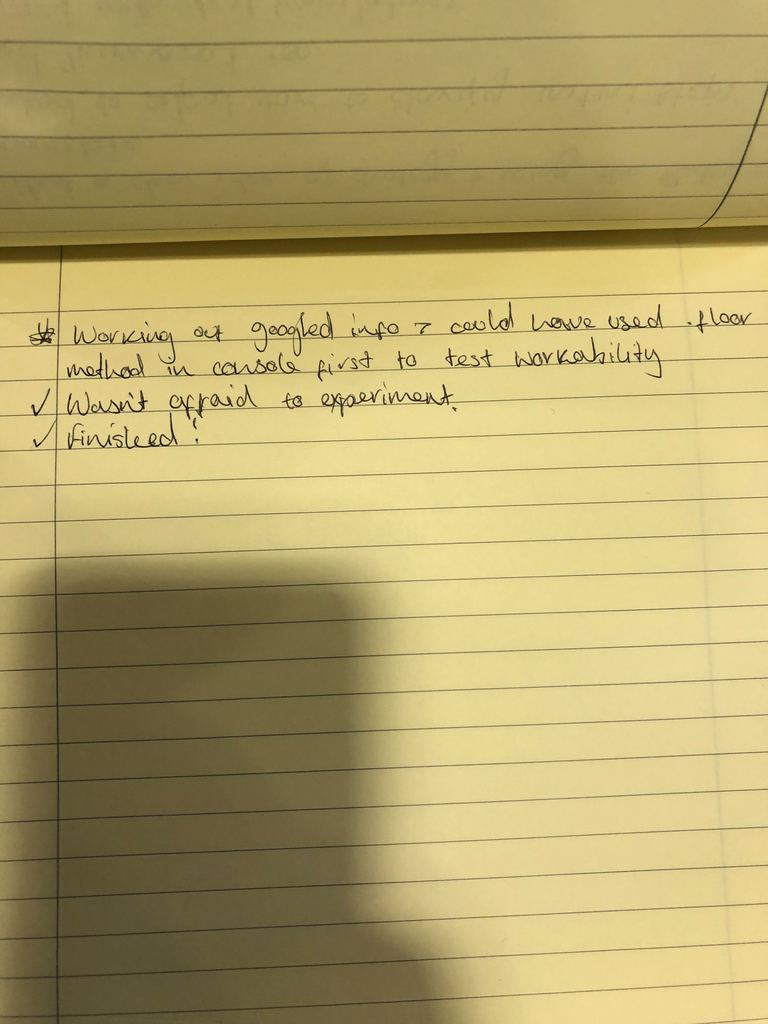 * Working out googled info → could have used .floor
method in console first to test workability
✓ Wasn't afraid to experiment.
✓ Finished!